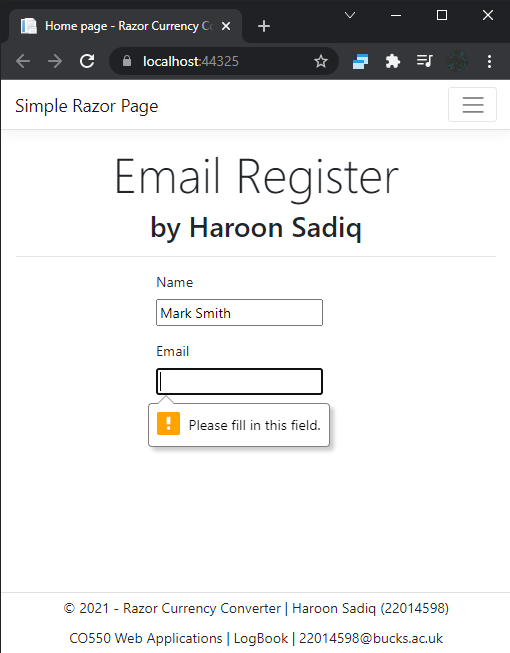 Home page - Razor Currency Co
localhost:44325
Simple Razor Page
Email Register
by Haroon Sadiq
Name
Mark Smith
Email
Please fill in this field.
© 2021 - Razor Currency Converter | Haroon Sadiq (22014598)
CO550 Web Applications | LogBook | 22014598@bucks.ac.uk